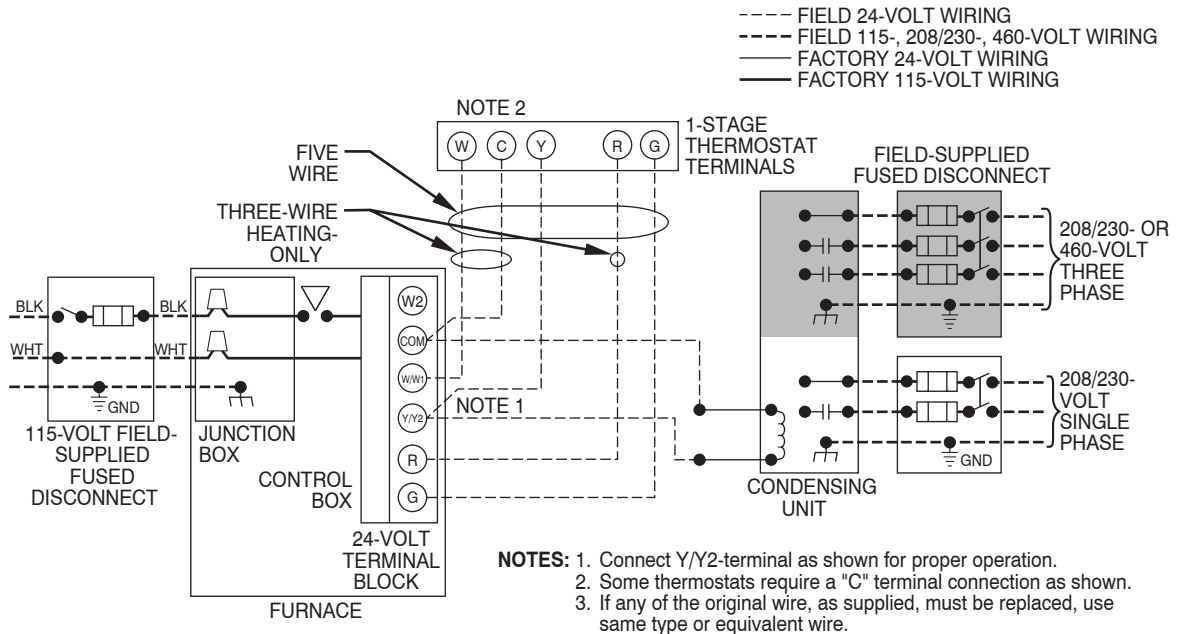 FIELD 24-VOLT WIRING
FIELD 115-, 208/230-, 460-VOLT WIRING
FACTORY 24-VOLT WIRING
FACTORY 115-VOLT WIRING
NOTE 2
W C Y R G
1-STAGE
THERMOSTAT
TERMINALS
FIVE
WIRE
THREE-WIRE
HEATING-
ONLY
FIELD-SUPPLIED
FUSED DISCONNECT
208/230- OR
460-VOLT
THREE
PHASE
BLK
BLK
WHT
WHT
GND
W2
COM
W/W1
Y/Y2
R
G
NOTE 1
208/230-
VOLT
SINGLE
PHASE
GND
115-VOLT FIELD-
SUPPLIED
FUSED
DISCONNECT
JUNCTION
BOX
CONTROL
BOX
24-VOLT
TERMINAL
BLOCK
FURNACE
CONDENSING
UNIT
NOTES: 1. Connect Y/Y2-terminal as shown for proper operation.
2. Some thermostats require a "C" terminal connection as shown.
3. If any of the original wire, as supplied, must be replaced, use
same type or equivalent wire.